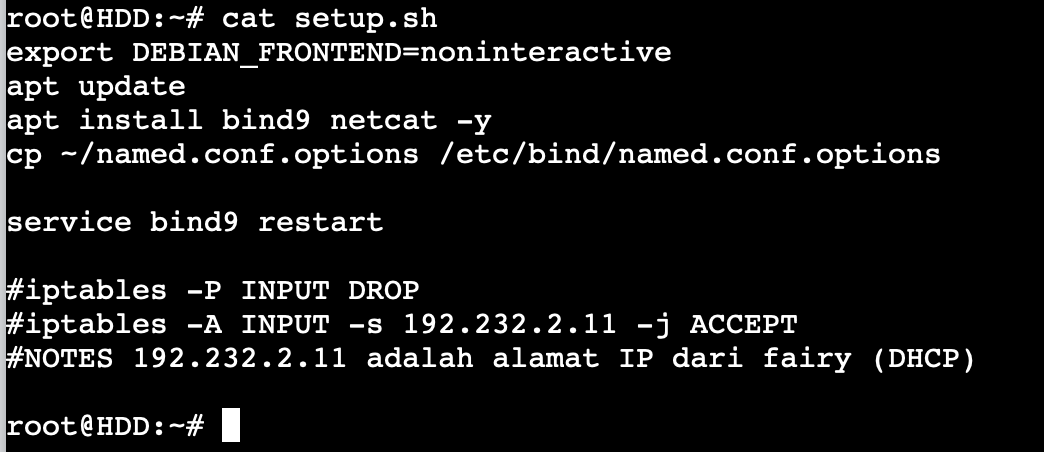 root@HDD:~# cat setup.sh
export DEBIAN_FRONTEND=noninteractive
apt update
apt install bind9 netcat -y
cp ~/named.conf.options /etc/bind/named.conf.options
service bind9 restart
#iptables -P INPUT DROP
#iptables -A INPUT -s 192.232.2.11 -j ACCEPT
#NOTES 192.232.2.11 adalah alamat IP dari fairy (DHCP)
root@HDD:~#